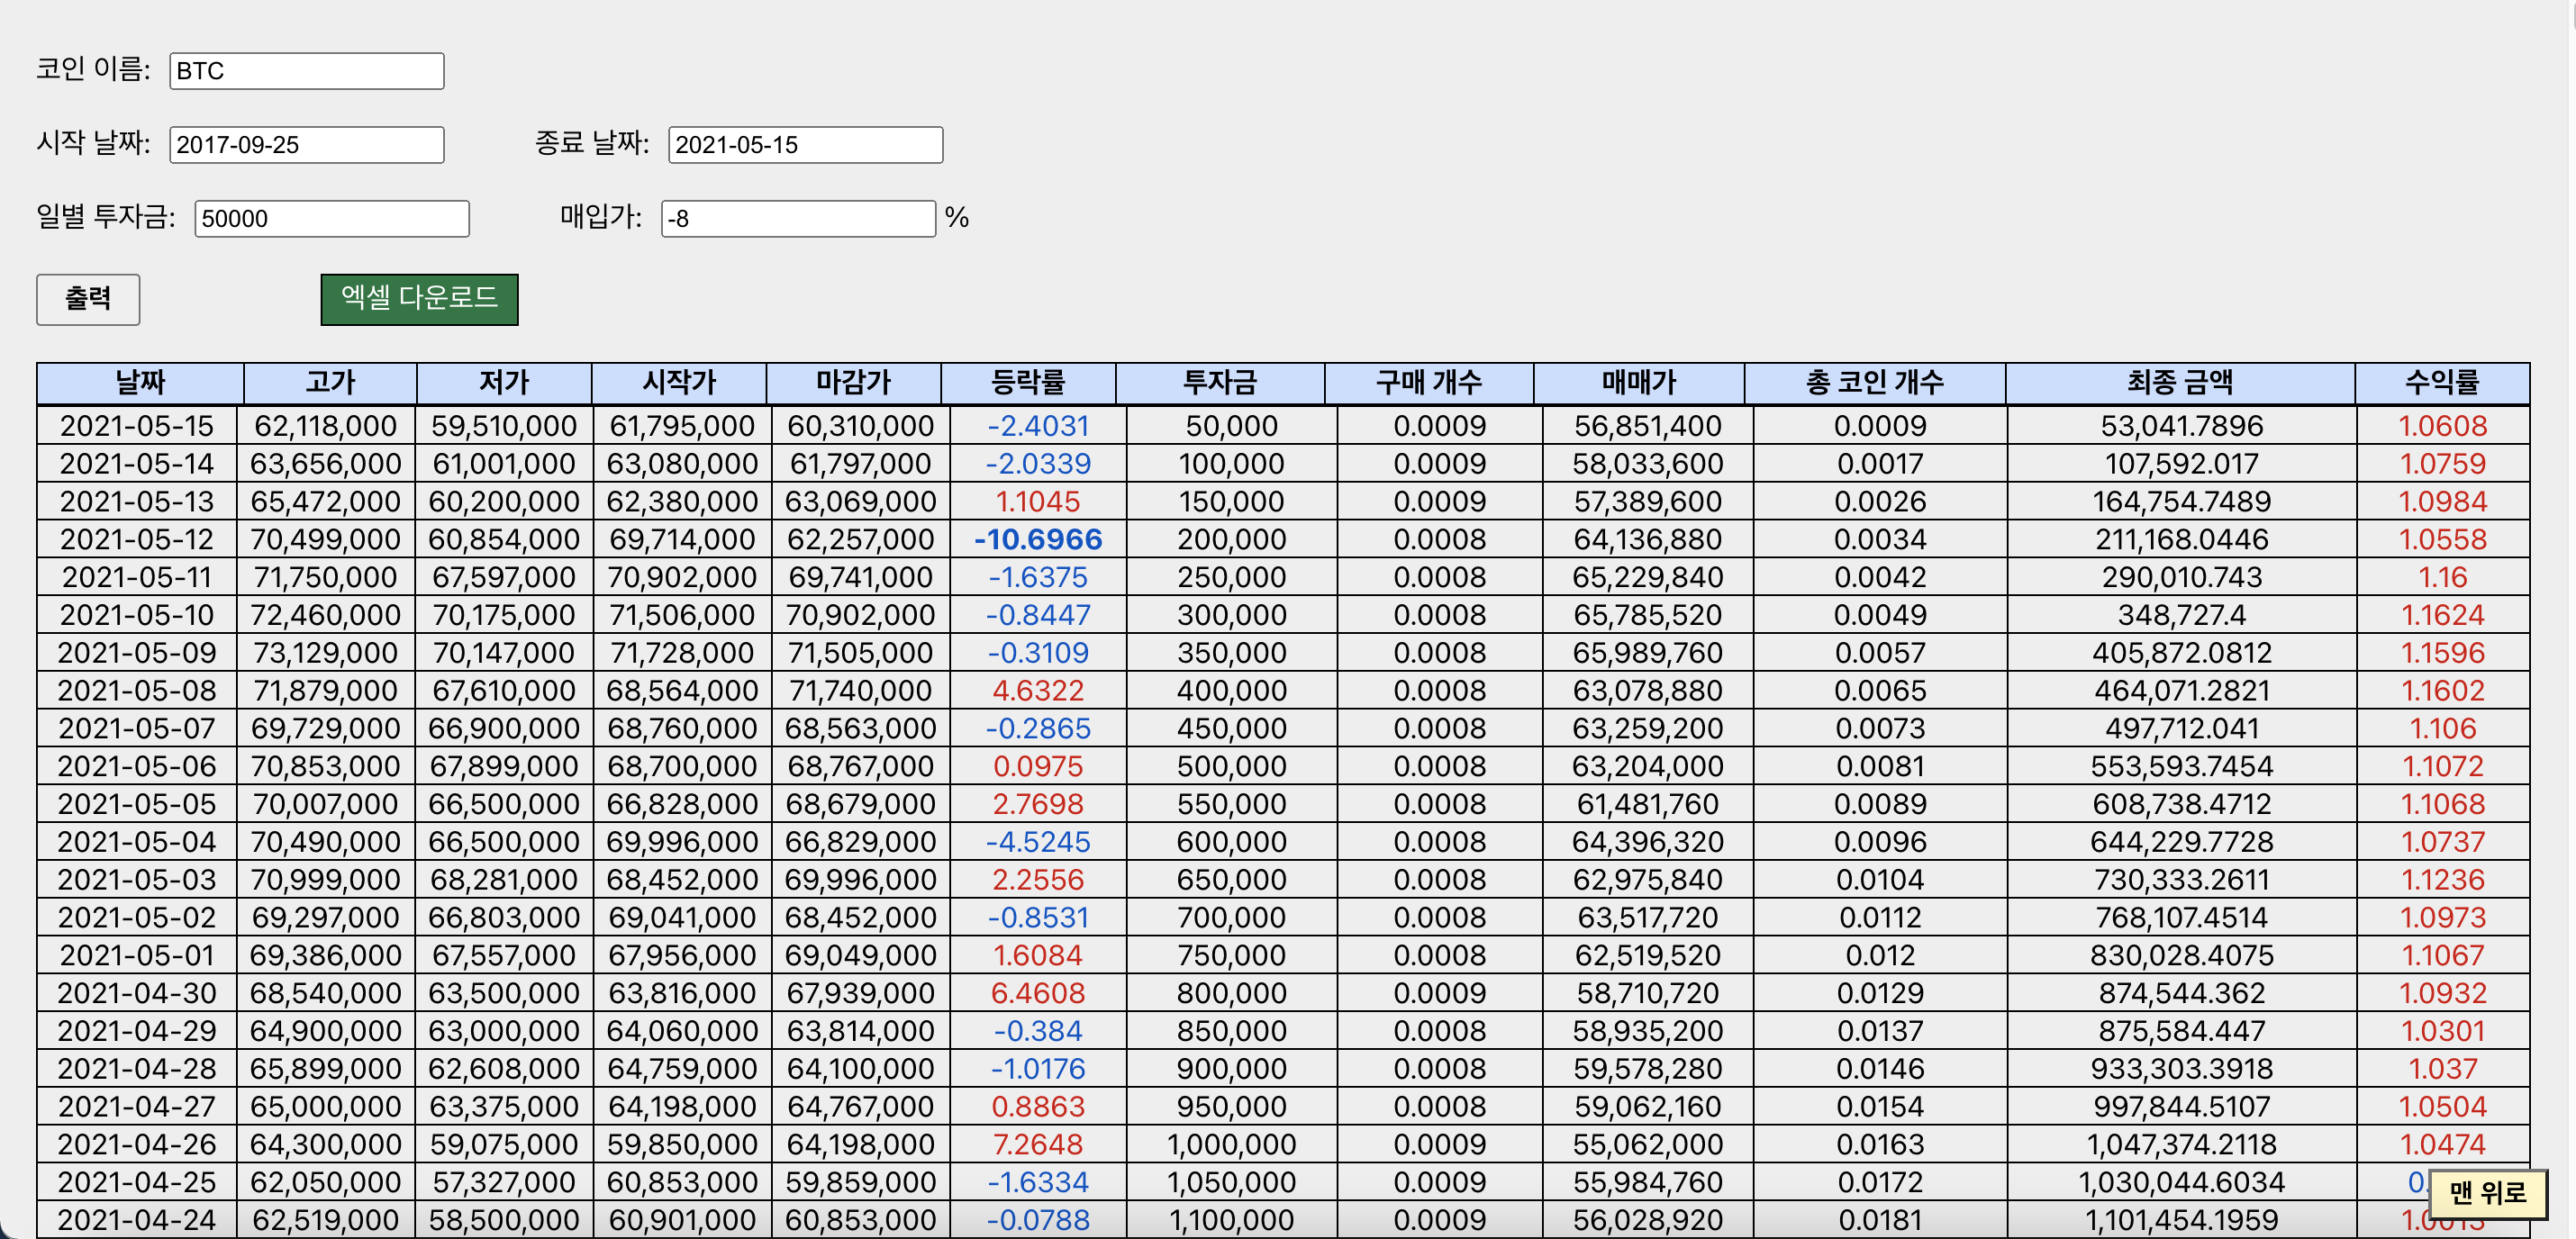 코인 이름: BTC
시작 날짜: 2017-09-25 종료 날짜: 2021-05-15
일별 투자금: 50000 매입가: -8 %
출력 엑셀 다운로드
날짜 고가 저가 시작가 마감가 등락률 투자금 구매 개수 매매가 총 코인 개수 최종 금액 수익률
2021-05-15 62,118,000 59,510,000 61,795,000 60,310,000 -2.4031 50,000 0.0009 56,851,400 0.0009 53,041.7896 1.0608
2021-05-14 63,656,000 61,001,000 63,080,000 61,797,000 -2.0339 100,000 0.0009 58,033,600 0.0017 107,592.017 1.0759
2021-05-13 65,472,000 60,200,000 62,380,000 63,069,000 1.1045 150,000 0.0009 57,389,600 0.0026 164,754.7489 1.0984
2021-05-12 70,499,000 60,854,000 69,714,000 62,257,000 -10.6966 200,000 0.0008 64,136,880 0.0034 211,168.0446 1.0558
2021-05-11 71,750,000 67,597,000 70,902,000 69,741,000 -1.6375 250,000 0.0008 65,229,840 0.0042 290,010.743 1.16
2021-05-10 72,460,000 70,175,000 71,506,000 70,902,000 -0.8447 300,000 0.0008 65,785,520 0.0049 348,727.4 1.1624
2021-05-09 73,129,000 70,147,000 71,728,000 71,505,000 -0.3109 350,000 0.0008 65,989,760 0.0057 405,872.0812 1.1596
2021-05-08 71,879,000 67,610,000 68,564,000 71,740,000 4.6322 400,000 0.0008 63,078,880 0.0065 464,071.2821 1.1602
2021-05-07 69,729,000 66,900,000 68,760,000 68,563,000 -0.2865 450,000 0.0008 63,259,200 0.0073 497,712.041 1.106
2021-05-06 70,853,000 67,899,000 68,700,000 68,767,000 0.0975 500,000 0.0008 63,204,000 0.0081 553,593.7454 1.1072
2021-05-05 70,007,000 66,500,000 66,828,000 68,679,000 2.7698 550,000 0.0008 61,481,760 0.0089 608,738.4712 1.1068
2021-05-04 70,490,000 66,500,000 69,996,000 66,829,000 -4.5245 600,000 0.0008 64,396,320 0.0096 644,229.7728 1.0737
2021-05-03 70,999,000 68,281,000 68,452,000 69,996,000 2.2556 650,000 0.0008 62,975,840 0.0104 730,333.2611 1.1236
2021-05-02 69,297,000 66,803,000 69,041,000 68,452,000 -0.8531 700,000 0.0008 63,517,720 0.0112 768,107.4514 1.0973
2021-05-01 69,386,000 67,557,000 67,956,000 69,049,000 1.6084 750,000 0.0008 62,519,520 0.012 830,028.4075 1.1067
2021-04-30 68,540,000 63,500,000 63,816,000 67,939,000 6.4608 800,000 0.0009 58,710,720 0.0129 874,544.362 1.0932
2021-04-29 64,900,000 63,000,000 64,060,000 63,814,000 -0.384 850,000 0.0008 58,935,200 0.0137 875,584.447 1.0301
2021-04-28 65,899,000 62,608,000 64,759,000 64,100,000 -1.0176 900,000 0.0008 59,578,280 0.0146 933,303.3918 1.037
2021-04-27 65,000,000 63,375,000 64,198,000 64,767,000 0.8863 950,000 0.0008 59,062,160 0.0154 997,844.5107 1.0504
2021-04-26 64,300,000 59,075,000 59,850,000 64,198,000 7.2648 1,000,000 0.0009 55,062,000 0.0163 1,047,374.2118 1.0474
2021-04-25 62,050,000 57,327,000 60,853,000 59,859,000 -1.6334 1,050,000 0.0009 55,984,760 0.0172 1,030,044.6034
맨 위로
2021-04-24 62,519,000 58,500,000 60,901,000 60,853,000 -0.0788 1,100,000 0.0009 56,028,920 0.0181 1,101,454.1959